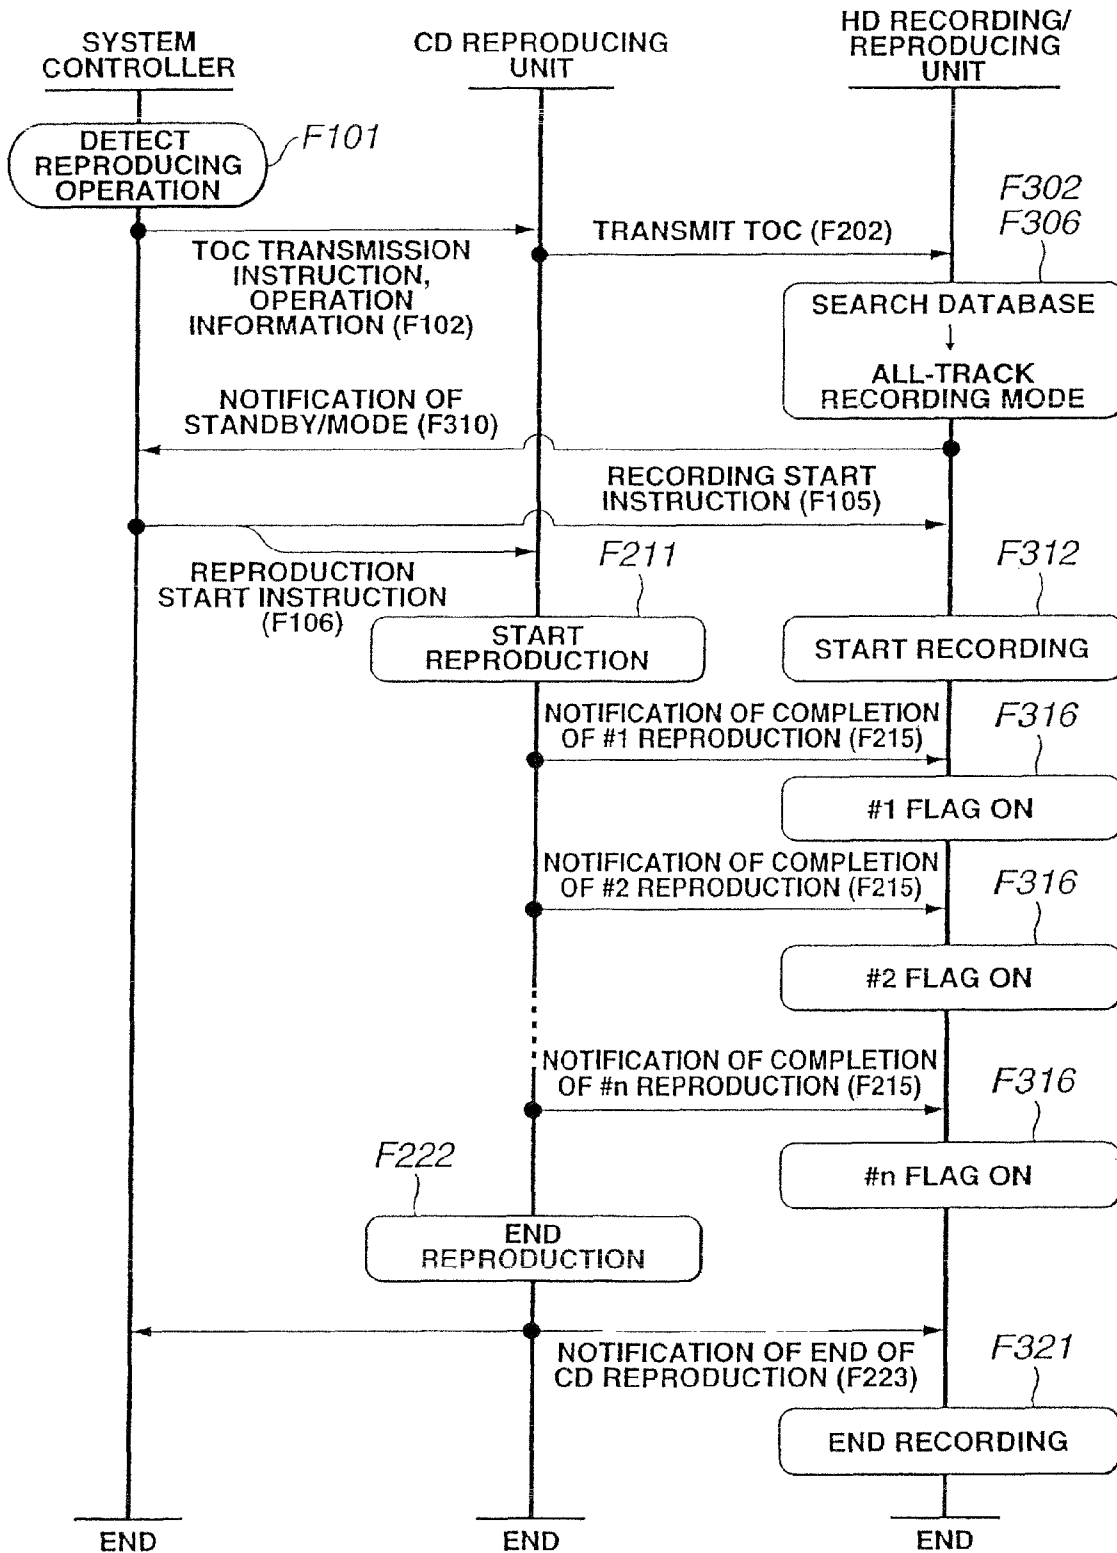 SYSTEM
CONTROLLER
CD REPRODUCING
UNIT
HD RECORDING/
REPRODUCING
UNIT
DETECT
REPRODUCING
OPERATION
F101
TOC TRANSMISSION
INSTRUCTION,
OPERATION
INFORMATION (F102)
TRANSMIT TOC (F202)
F302
F306
SEARCH DATABASE
ALL-TRACK
RECORDING MODE
NOTIFICATION OF
STANDBY/MODE (F310)
RECORDING START
INSTRUCTION (F105)
REPRODUCTION
START INSTRUCTION
(F106)
F211
START
REPRODUCTION
F312
START RECORDING
NOTIFICATION OF COMPLETION
OF #1 REPRODUCTION (F215)
F316
#1 FLAG ON
NOTIFICATION OF COMPLETION
OF #2 REPRODUCTION (F215)
F316
#2 FLAG ON
NOTIFICATION OF COMPLETION
OF #n REPRODUCTION (F215)
F316
#n FLAG ON
F222
END
REPRODUCTION
NOTIFICATION OF END OF
CD REPRODUCTION (F223)
F321
END RECORDING
END
END
END